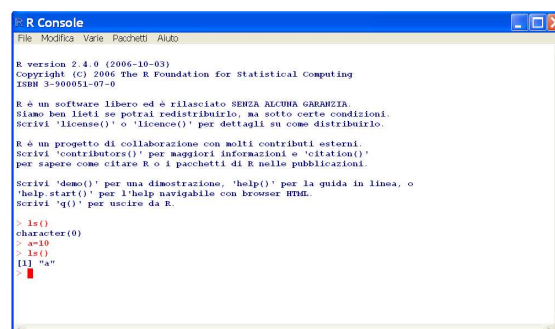 R Console
File Modifica Varie Pacchetti Aiuto
R version 2.4.0 (2006-10-03)
Copyright (C) 2006 The R Foundation for Statistical Computing
ISBN 3-900051-07-0
R è un software libero ed è rilasciato SENZA ALCUNA GARANZIA.
Siamo ben lieti se potrai redistribuirlo, ma sotto certe condizioni.
Scrivi 'license()' o 'licence()' per dettagli su come distribuirlo.
R è un progetto di collaborazione con molti contributi esterni.
Scrivi 'contributors()' per maggiori informazioni e 'citation()'
per sapere come citare R o i pacchetti di R nelle pubblicazioni.
Scrivi 'demo()' per una dimostrazione, 'help()' per la guida in linea, o
'help.start()' per l'help navigabile con browser HTML.
Scrivi 'q()' per uscire da R.
> ls()
character(0)
> a=10
> ls()
[1] "a"
>